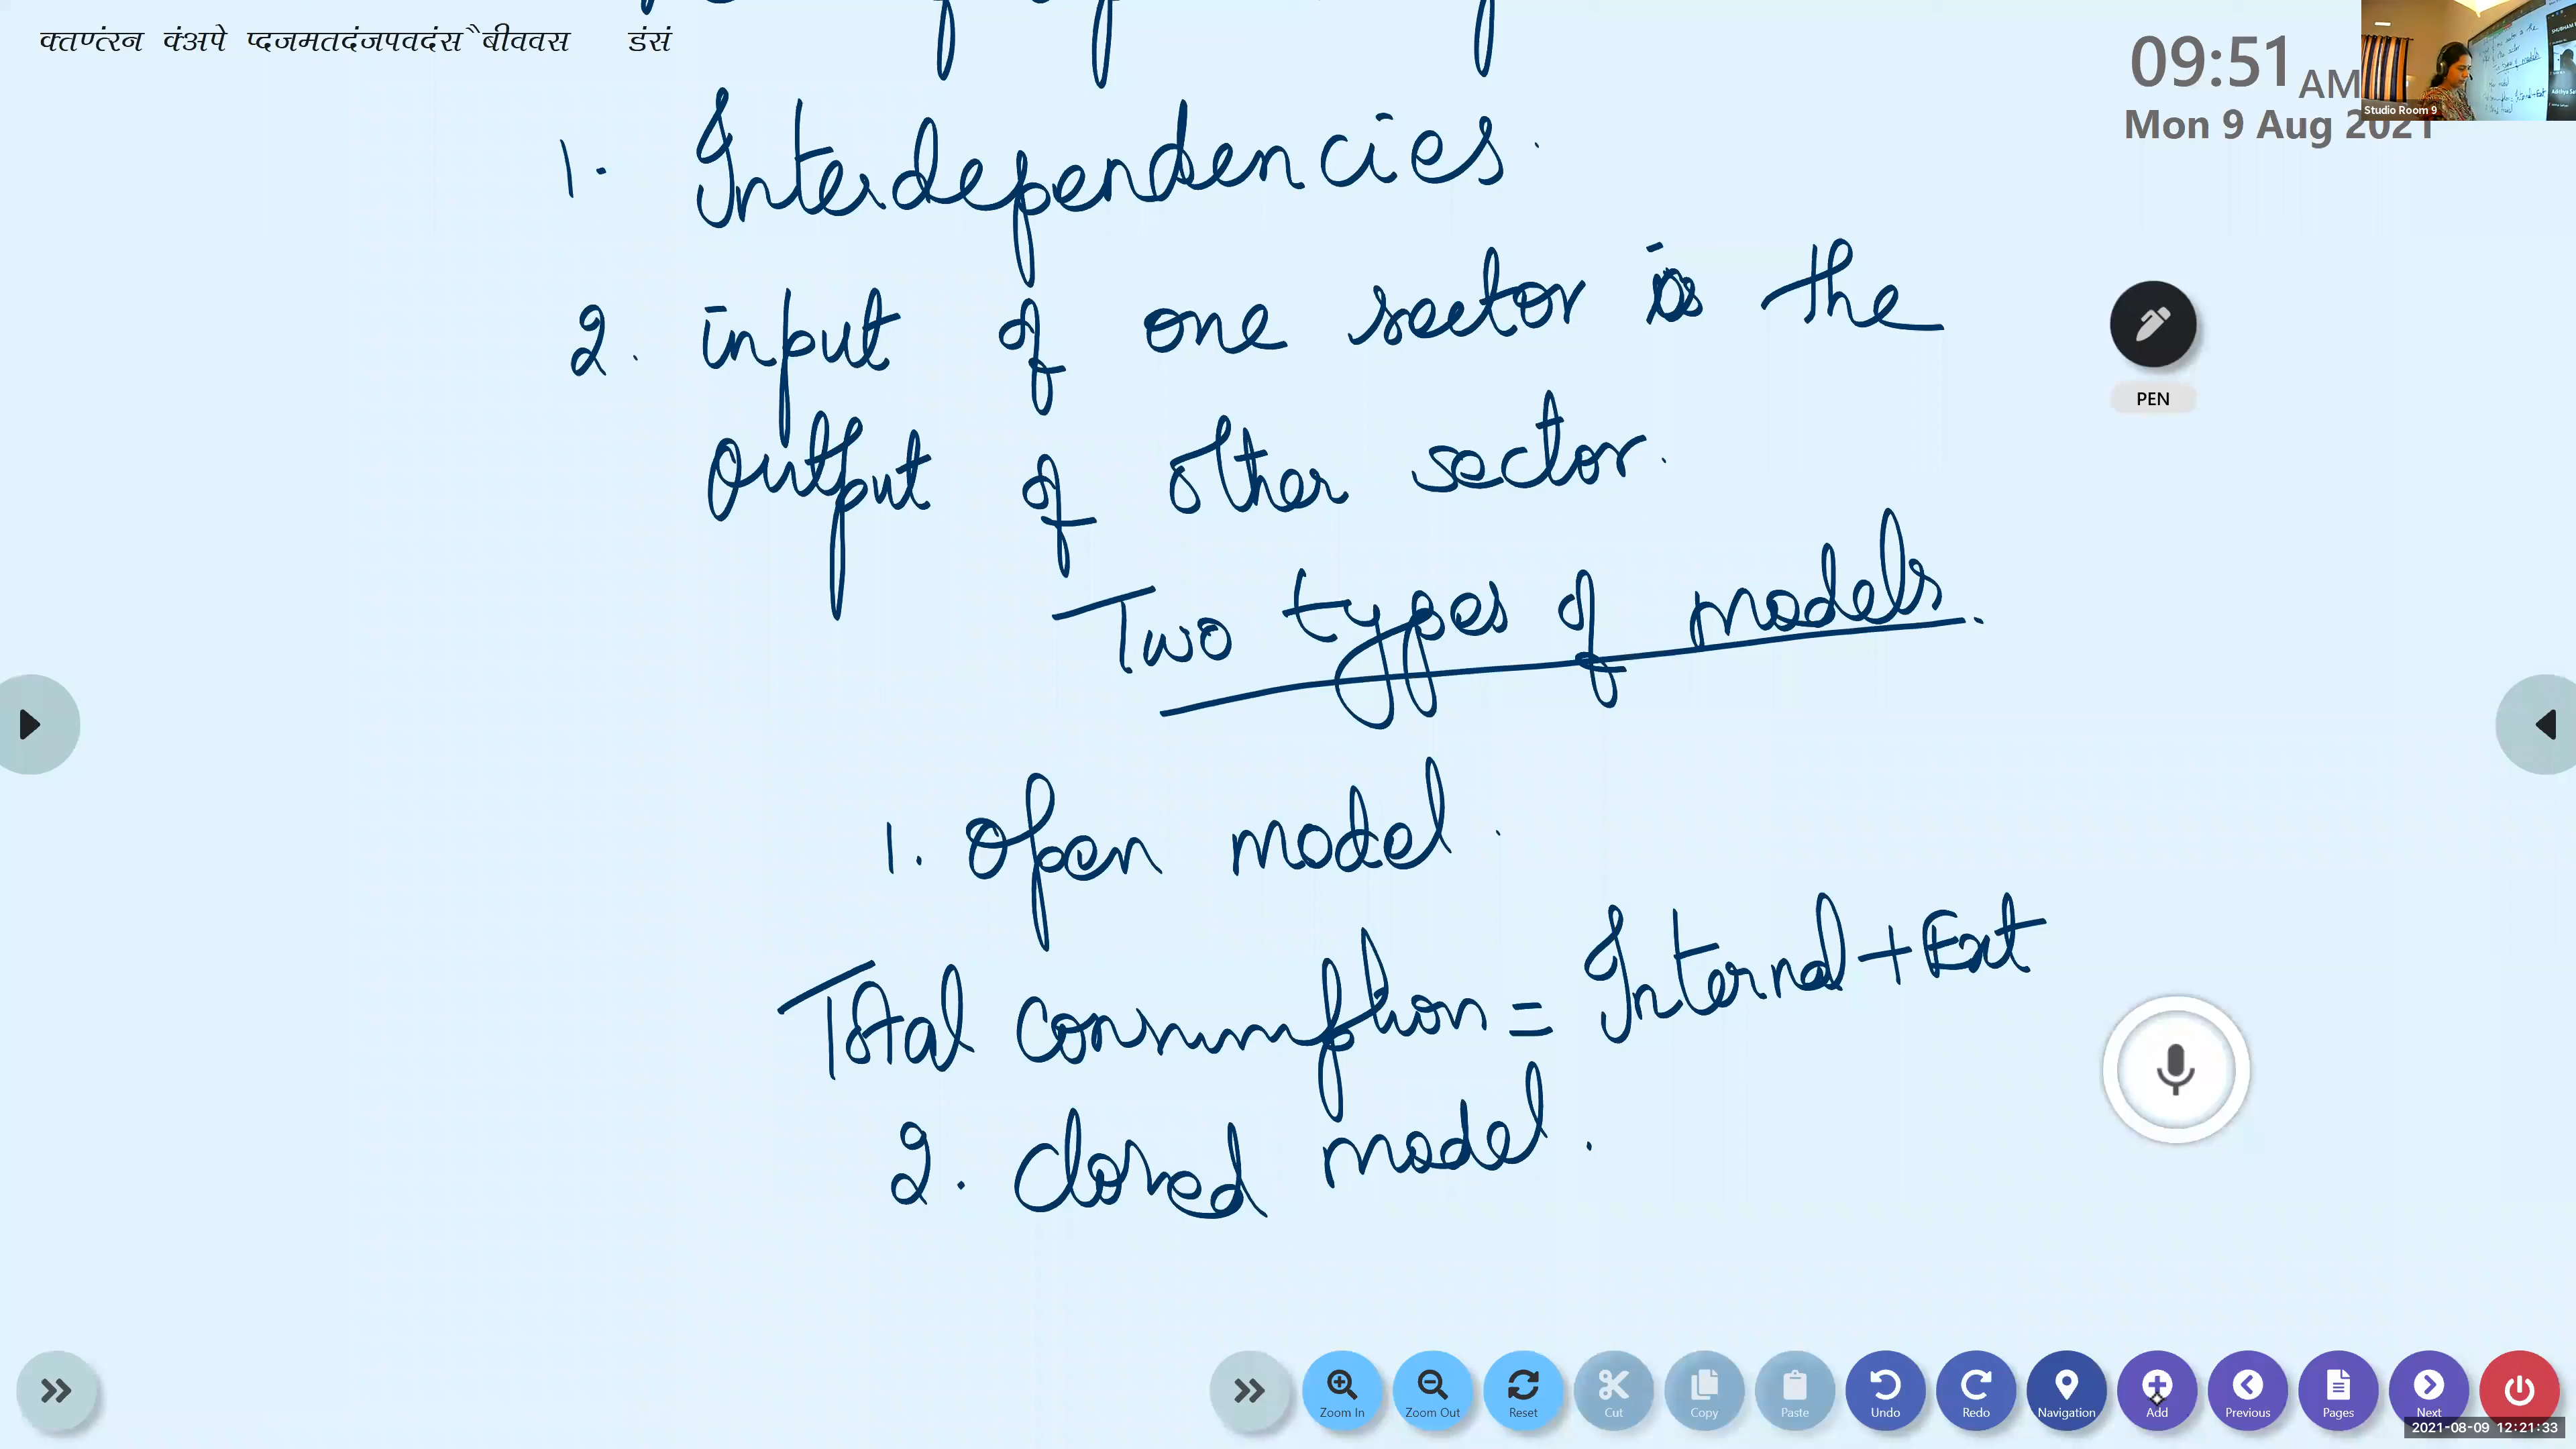 क्तण्तंरन क्ंअपे प्दजमतदंजपवदंस ैबीववस डंसं
09:51 AM
Mon 9 Aug 2021
Studio Room 9
1. Interdependencies.
2. input of one sector is the
output of other sector.
PEN
Two types of models.
1. Open model.
Total consumption = Internal + Ext
2. closed model.
Zoom In
Zoom Out
Reset
Cut
Copy
Paste
Undo
Redo
Navigation
Add
Previous
Pages
Next
2021-08-09 12:21:33